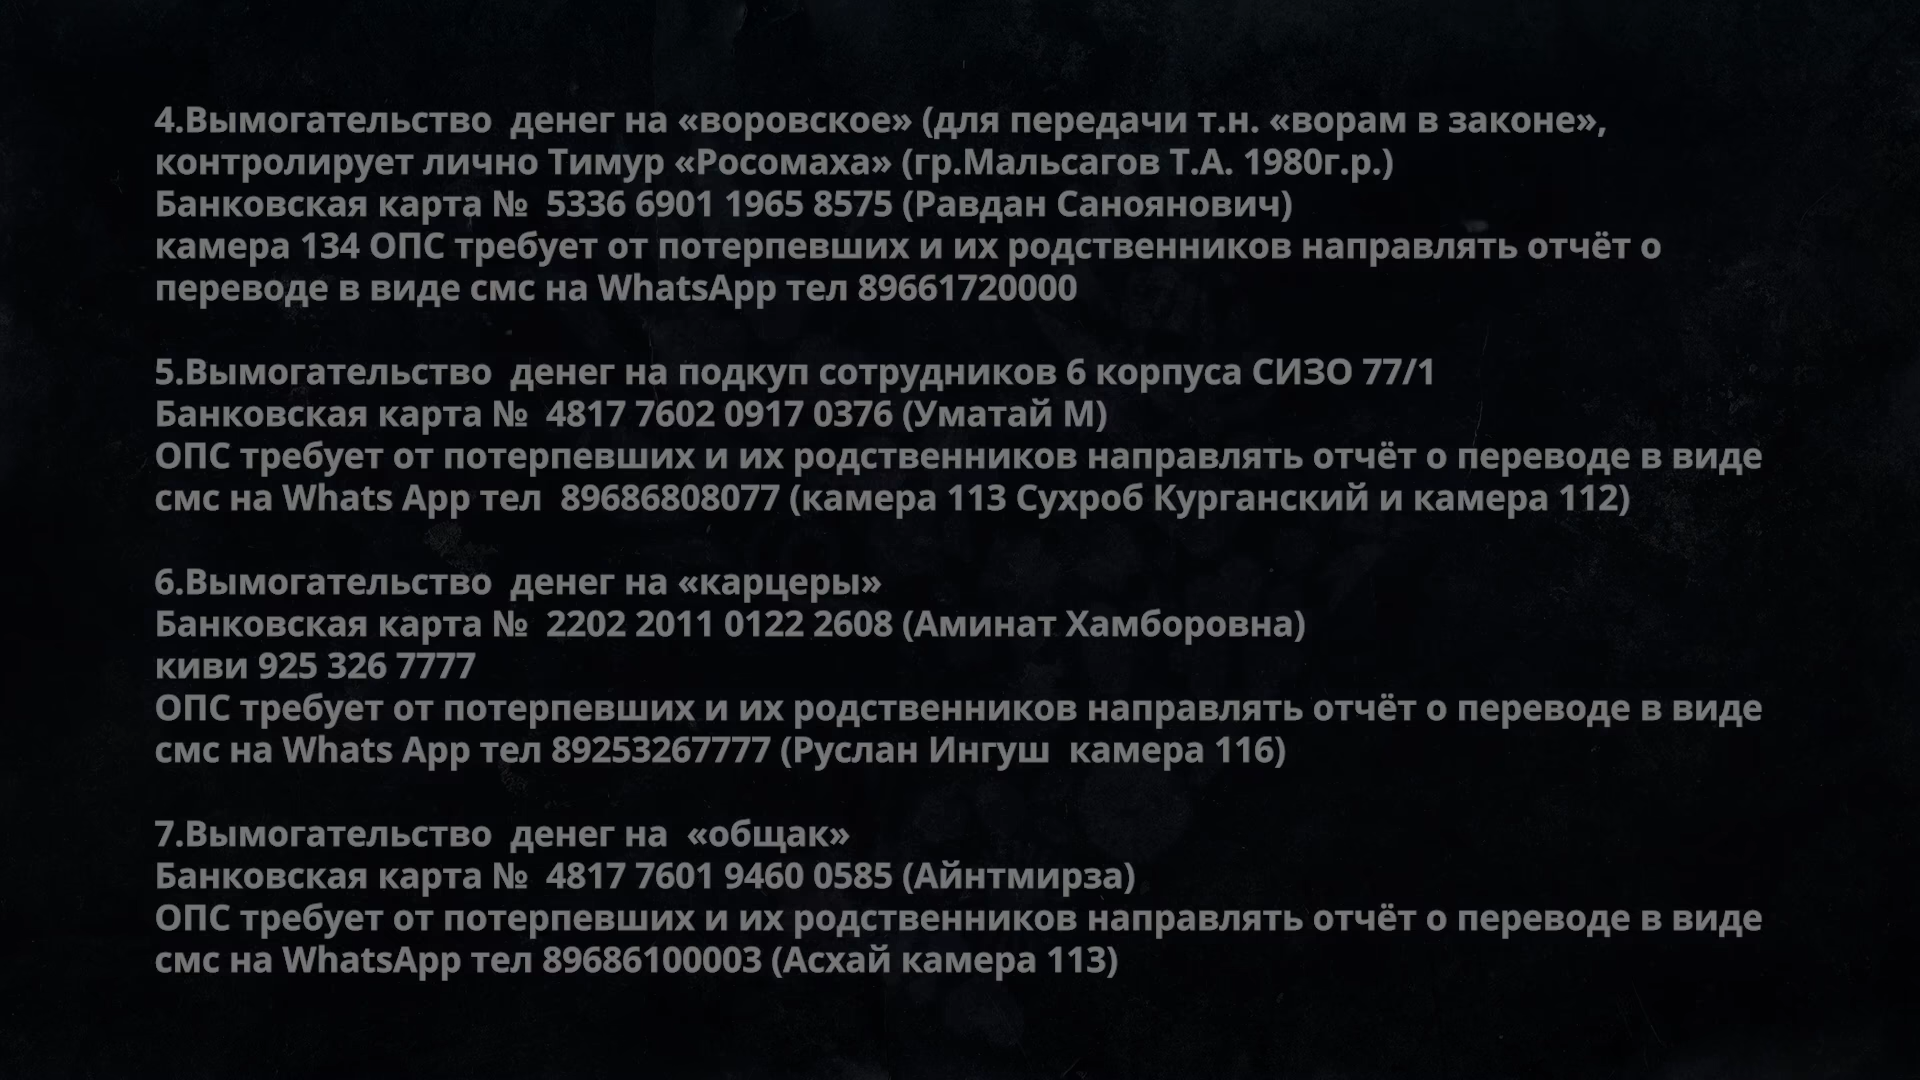 4.Вымогательство  денег на «воровское» (для передачи т.н. «ворам в законе»,
контролирует лично Тимур «Росомаха» (гр.Мальсагов Т.А. 1980г.р.)
Банковская карта №  5336 6901 1965 8575 (Равдан Саноянович)
камера 134 ОПС требует от потерпевших и их родственников направлять отчёт о
переводе в виде смс на WhatsApp тел 89661720000
5.Вымогательство  денег на подкуп сотрудников 6 корпуса СИЗО 77/1
Банковская карта №  4817 7602 0917 0376 (Уматай М)
ОПС требует от потерпевших и их родственников направлять отчёт о переводе в виде
смс на Whats App тел  89686808077 (камера 113 Сухроб Курганский и камера 112)
6.Вымогательство  денег на «карцеры»
Банковская карта №  2202 2011 0122 2608 (Аминат Хамборовна)
киви 925 326 7777
ОПС требует от потерпевших и их родственников направлять отчёт о переводе в виде
смс на Whats App тел 89253267777 (Руслан Ингуш  камера 116)
7.Вымогательство  денег на  «общак»
Банковская карта №  4817 7601 9460 0585 (Айнтмирза)
ОПС требует от потерпевших и их родственников направлять отчёт о переводе в виде
смс на WhatsApp тел 89686100003 (Асхай камера 113)